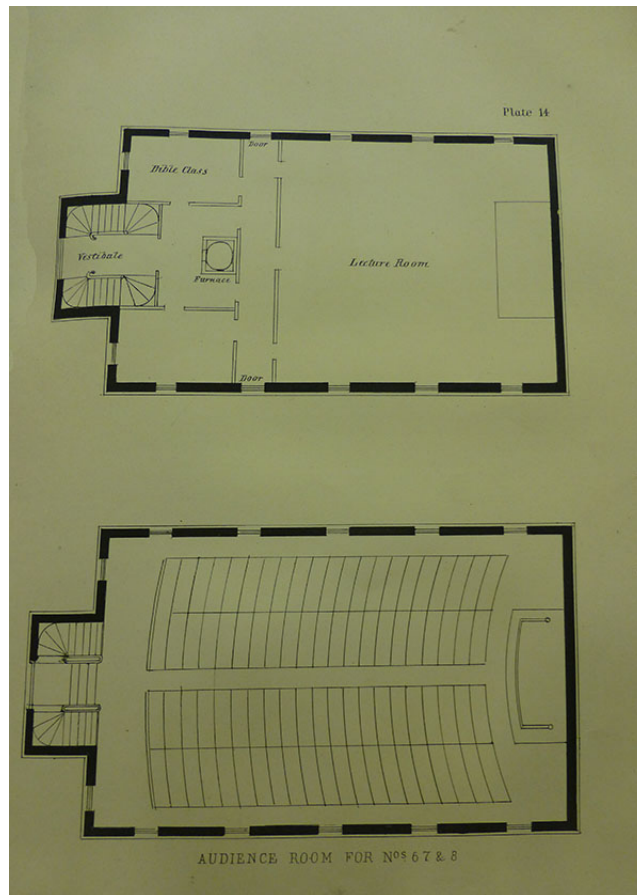 Plate 14
Door
Bible Class
Vestibule
Lecture Room.
Furnace
Door
AUDIENCE ROOM FOR Nos 6 7 & 8